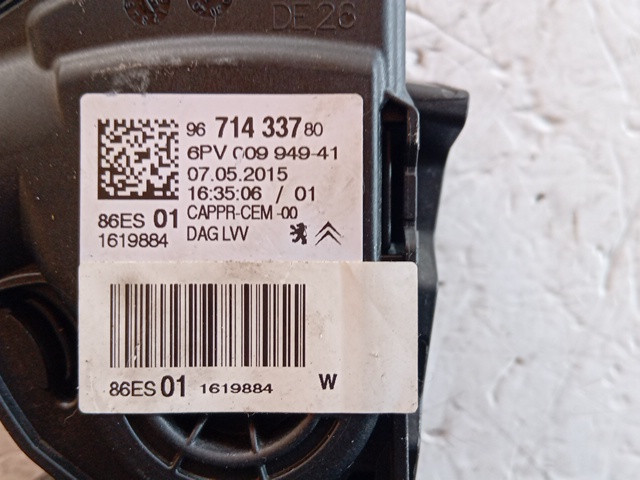 DE26
96 714 337 80
6PV 009 949-41
07.05.2015
16:35:06 / 01
86ES 01 CAPPR-CEM -00
1619884 DAG LVV
86ES 01 1619884 W